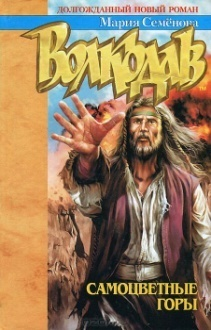 ДОЛГОЖДАННЫЙ НОВЫЙ РОМАН
Мария Семёнова
ВОЛКОДАВ
САМОЦВЕТНЫЕ
ГОРЫ